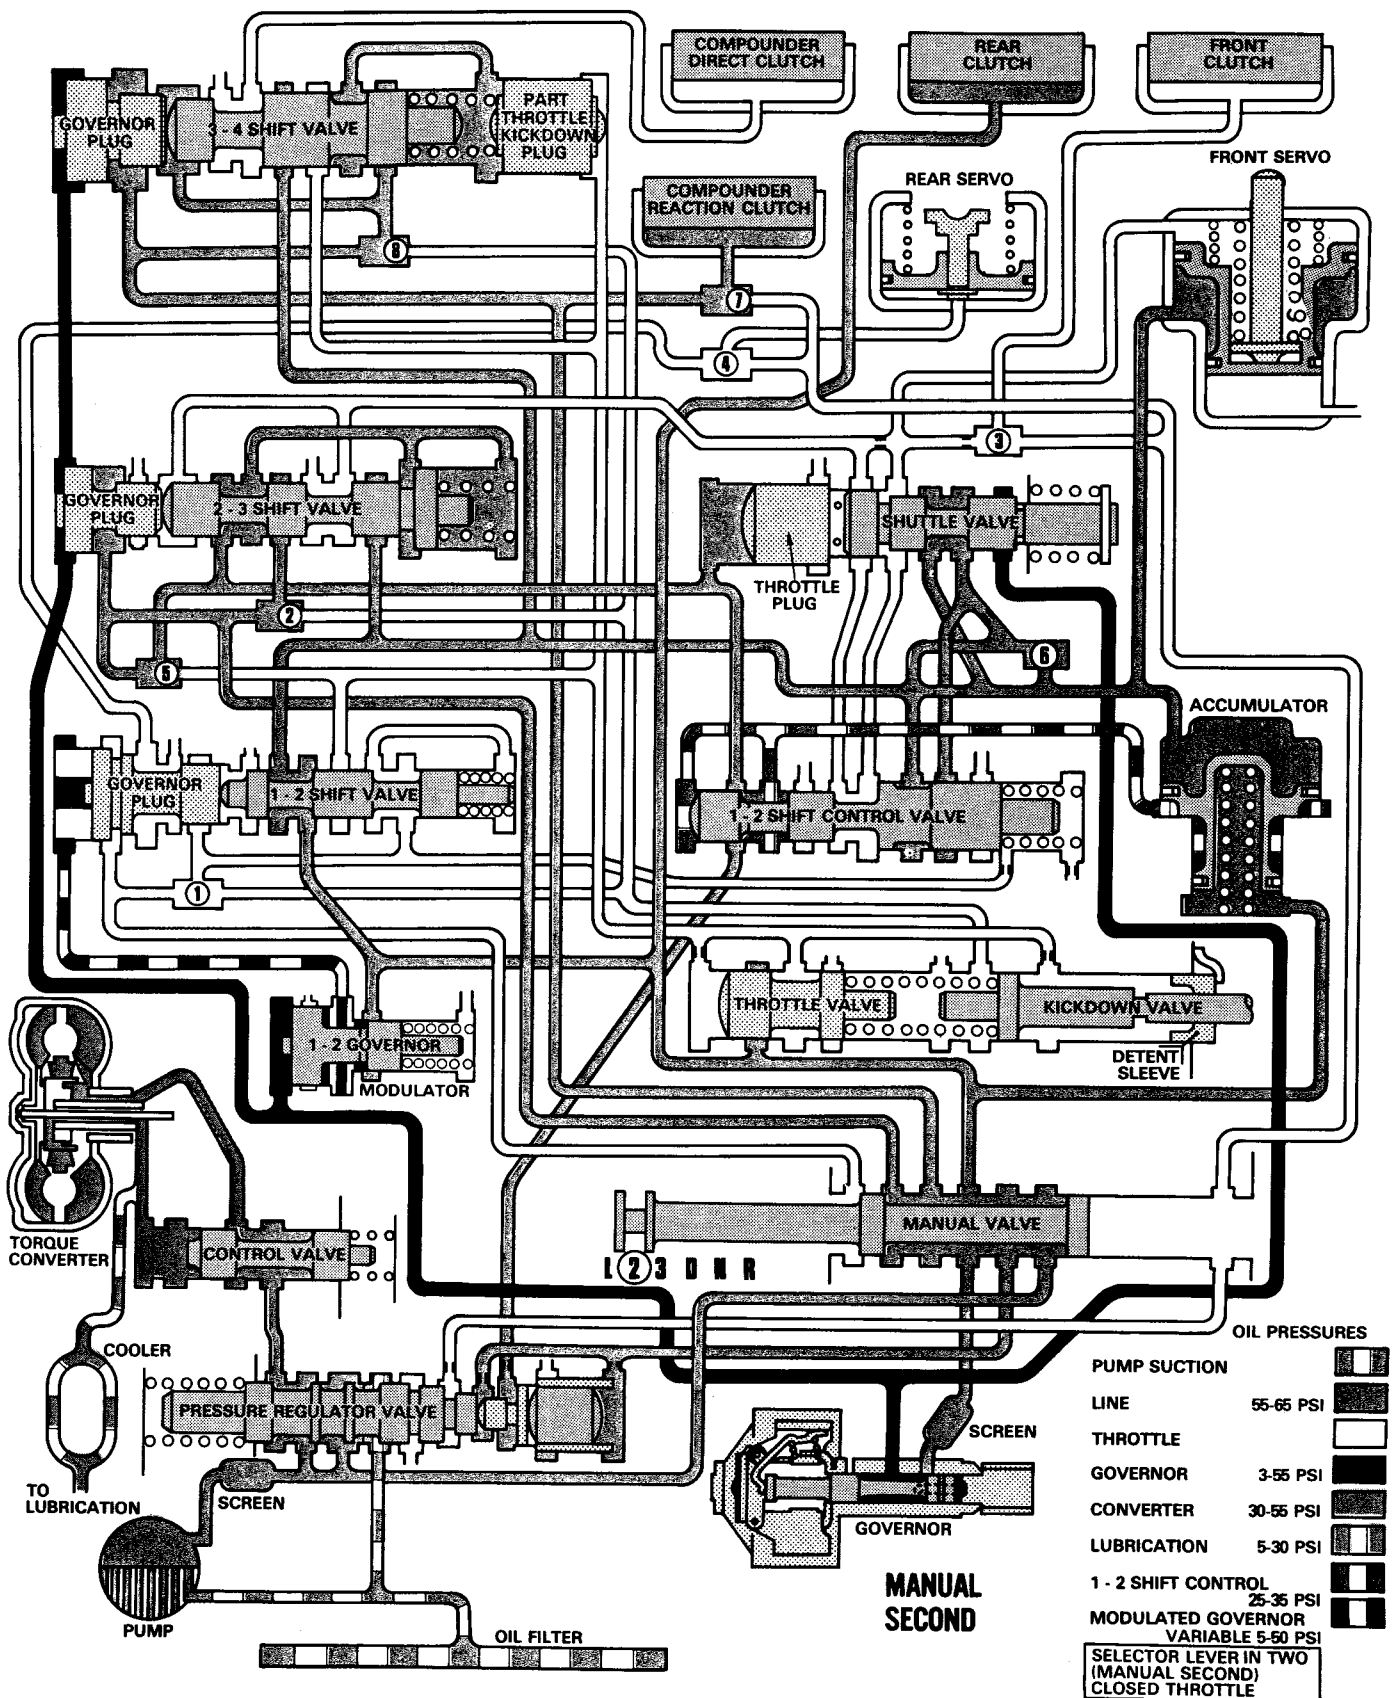 COMPOUNDER
DIRECT CLUTCH
REAR
CLUTCH
FRONT
CLUTCH
GOVERNOR
PLUG
3 - 4 SHIFT VALVE
PART
THROTTLE
KICKDOWN
PLUG
FRONT SERVO
REAR SERVO
COMPOUNDER
REACTION CLUTCH
8
7
4
3
GOVERNOR
PLUG
2 - 3 SHIFT VALVE
SHUTTLE VALVE
THROTTLE
PLUG
2
5
6
ACCUMULATOR
GOVERNOR
PLUG
1 - 2 SHIFT VALVE
1 - 2 SHIFT CONTROL VALVE
1
THROTTLE VALVE
KICKDOWN VALVE
DETENT
SLEEVE
1 - 2 GOVERNOR
MODULATOR
MANUAL VALVE
L 2 3 D N R
TORQUE
CONVERTER
CONTROL VALVE
COOLER
PRESSURE REGULATOR VALVE
TO
LUBRICATION
SCREEN
PUMP
OIL FILTER
SCREEN
GOVERNOR
MANUAL
SECOND
OIL PRESSURES
PUMP SUCTION
LINE 55-65 PSI
THROTTLE
GOVERNOR 3-55 PSI
CONVERTER 30-55 PSI
LUBRICATION 5-30 PSI
1 - 2 SHIFT CONTROL
25-35 PSI
MODULATED GOVERNOR
VARIABLE 5-50 PSI
SELECTOR LEVER IN TWO
(MANUAL SECOND)
CLOSED THROTTLE